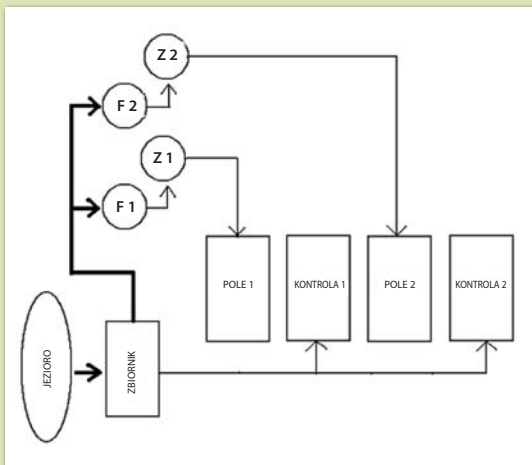 Z 2
F 2
Z 1
F 1
POLE 1
KONTROLA 1
POLE 2
KONTROLA 2
JEZIORO
ZBIORNIK